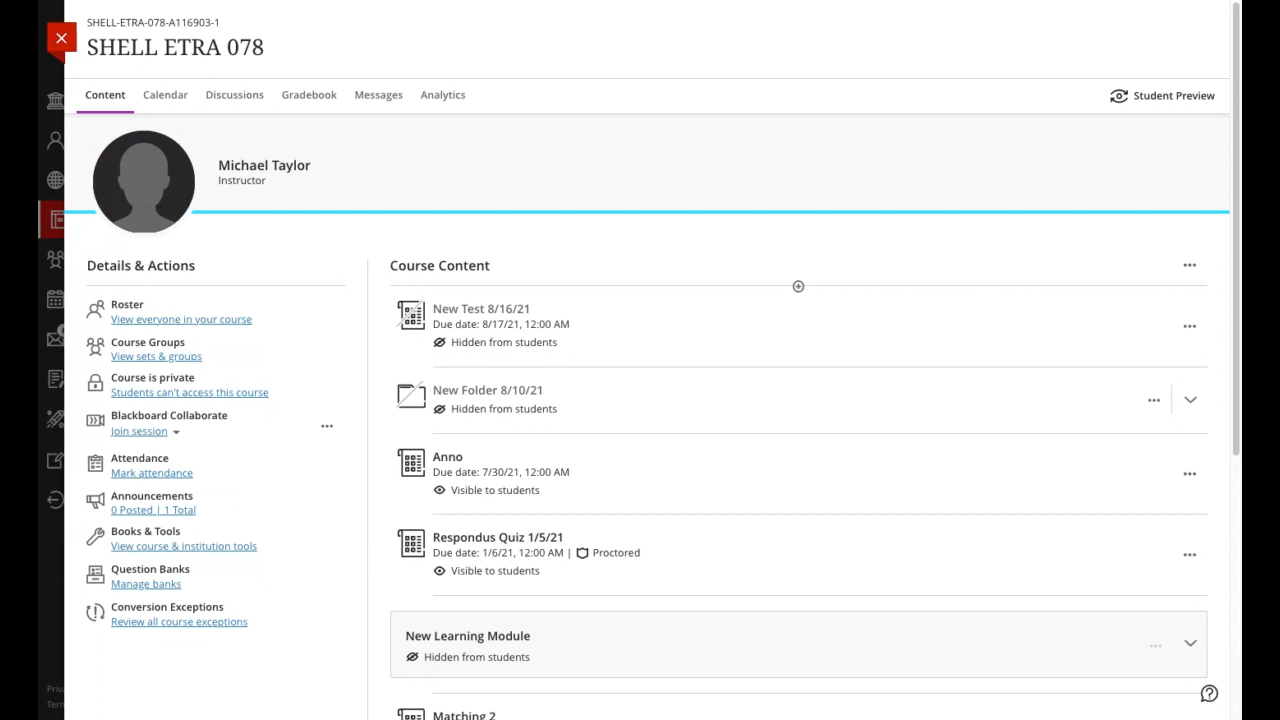 SHELL-ETRA-078-A116903-1
SHELL ETRA 078
Content Calendar Discussions Gradebook Messages Analytics Student Preview
Michael Taylor
Instructor
Details & Actions
Roster
View everyone in your course
Course Groups
View sets & groups
Course is private
Students can't access this course
Blackboard Collaborate
Join session
Attendance
Mark attendance
Announcements
0 Posted | 1 Total
Books & Tools
View course & institution tools
Question Banks
Manage banks
Conversion Exceptions
Review all course exceptions
Course Content
New Test 8/16/21
Due date: 8/17/21, 12:00 AM
Hidden from students
New Folder 8/10/21
Hidden from students
Anno
Due date: 7/30/21, 12:00 AM
Visible to students
Respondus Quiz 1/5/21
Due date: 1/6/21, 12:00 AM | Proctored
Visible to students
New Learning Module
Hidden from students
Matching 2